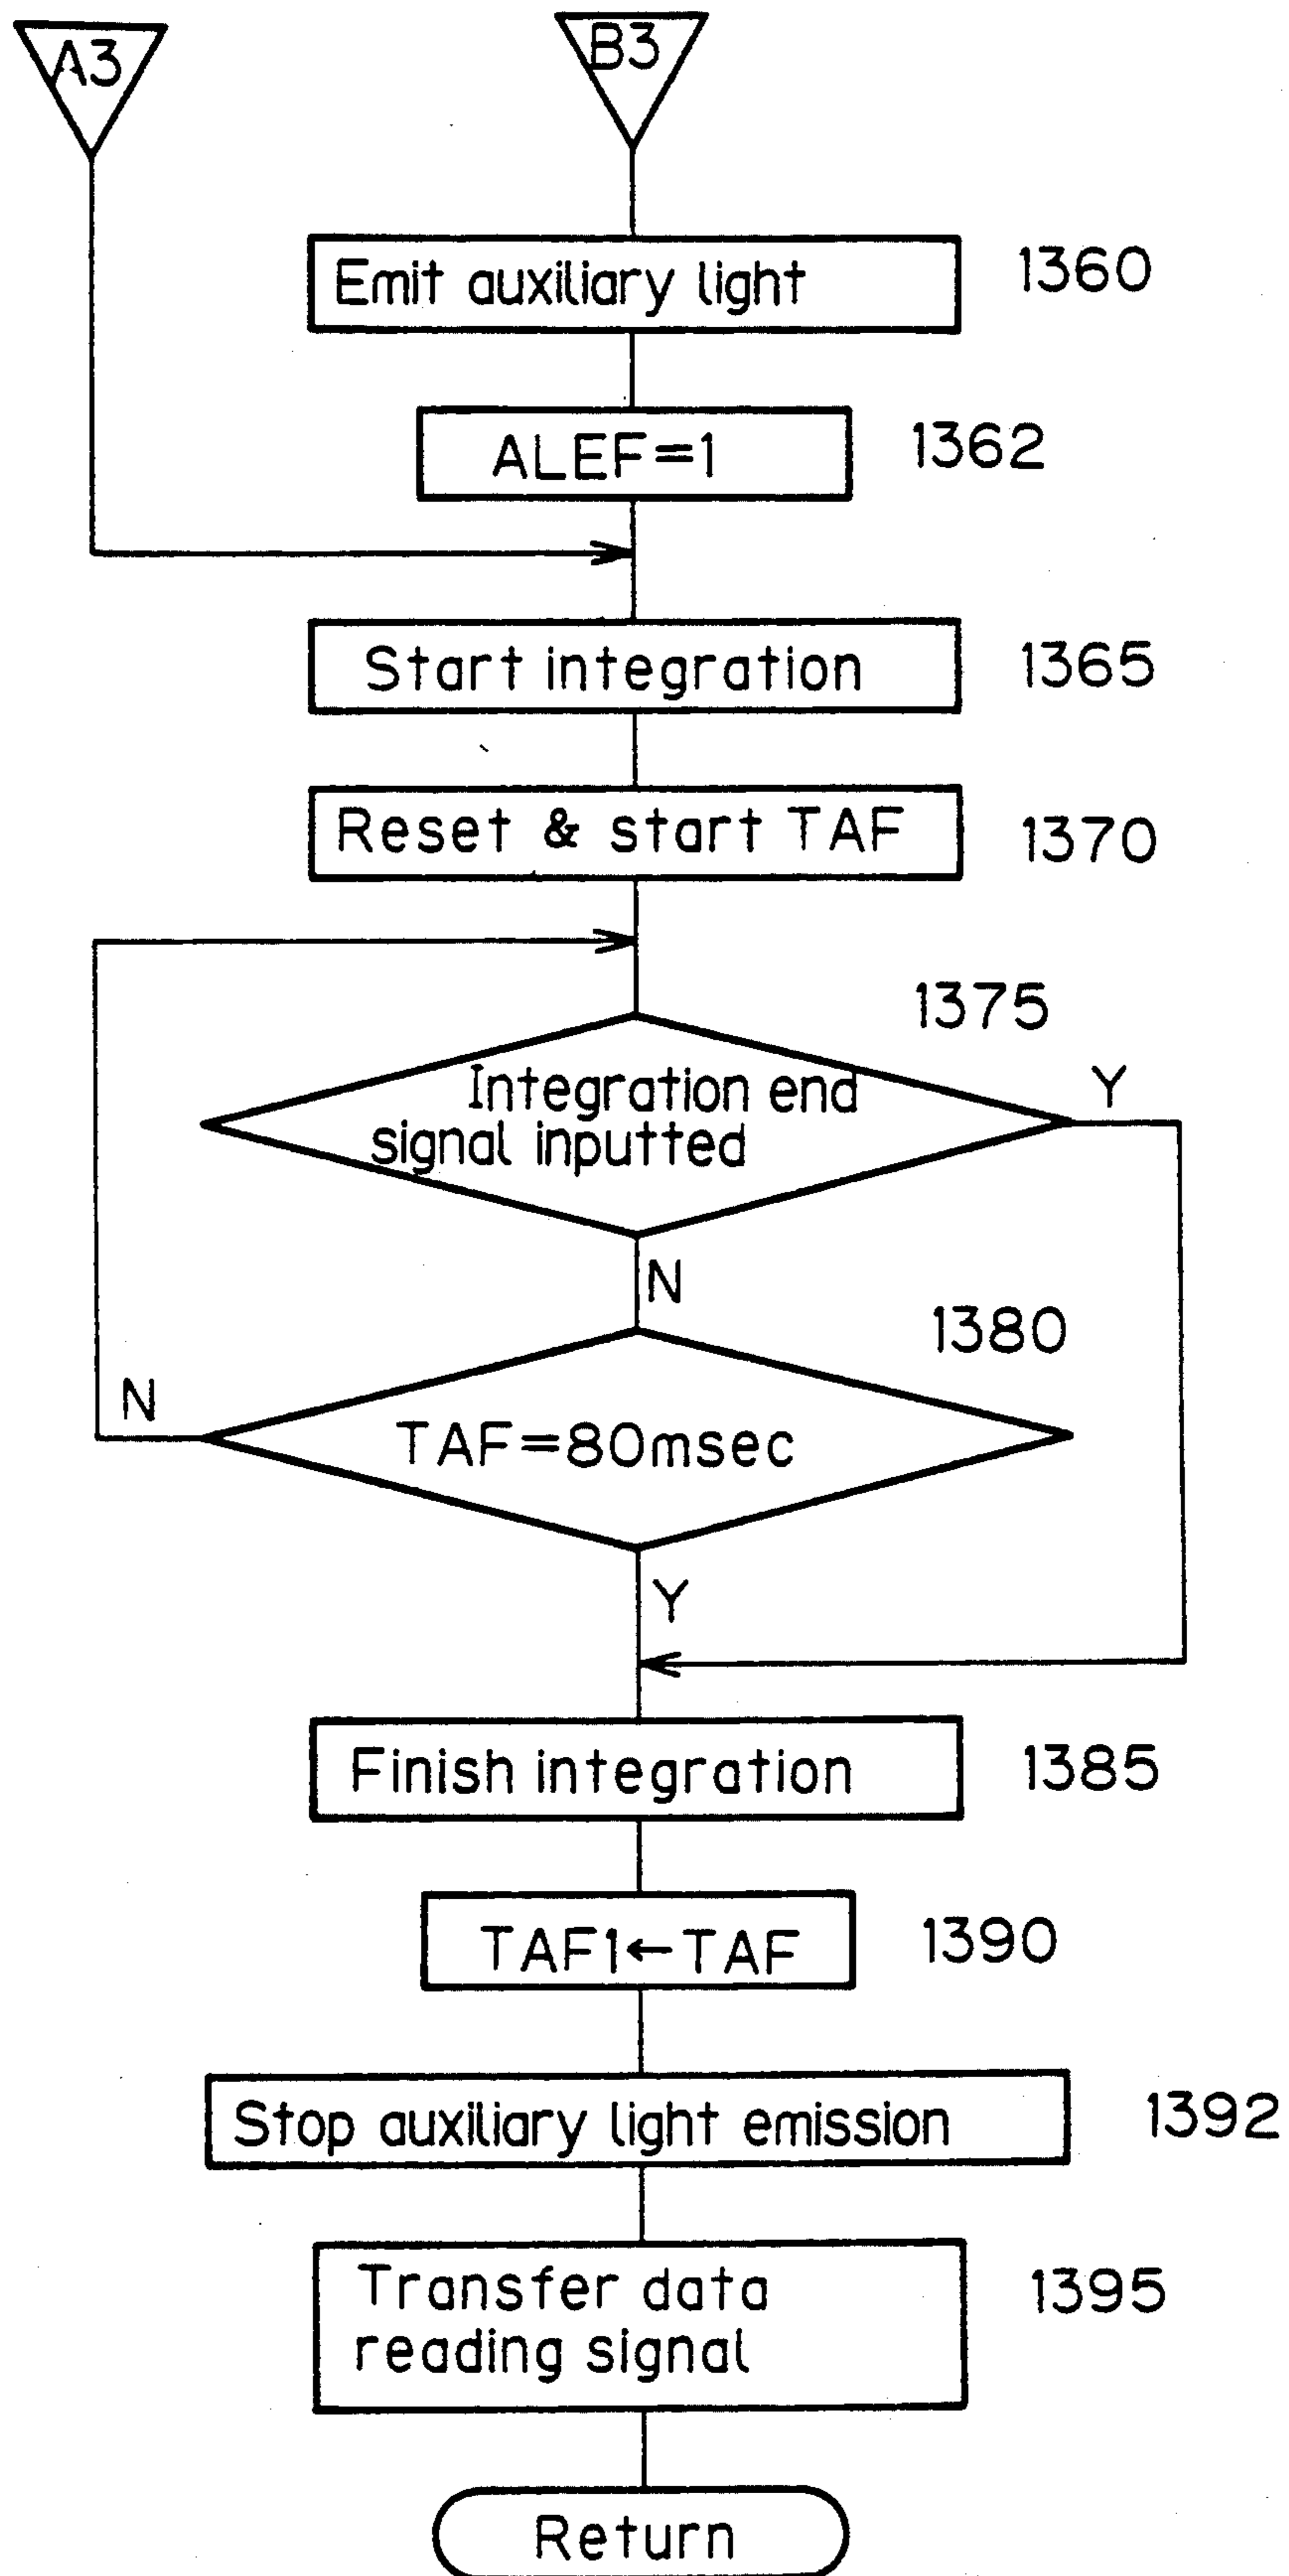 A3
B3
Emit auxiliary light
1360
ALEF=1
1362
Start integration
1365
Reset & start TAF
1370
1375
Integration end
signal inputted
Y
N
1380
TAF=80msec
N
Y
Finish integration
1385
TAF1←TAF
1390
Stop auxiliary light emission
1392
Transfer data
reading signal
1395
Return